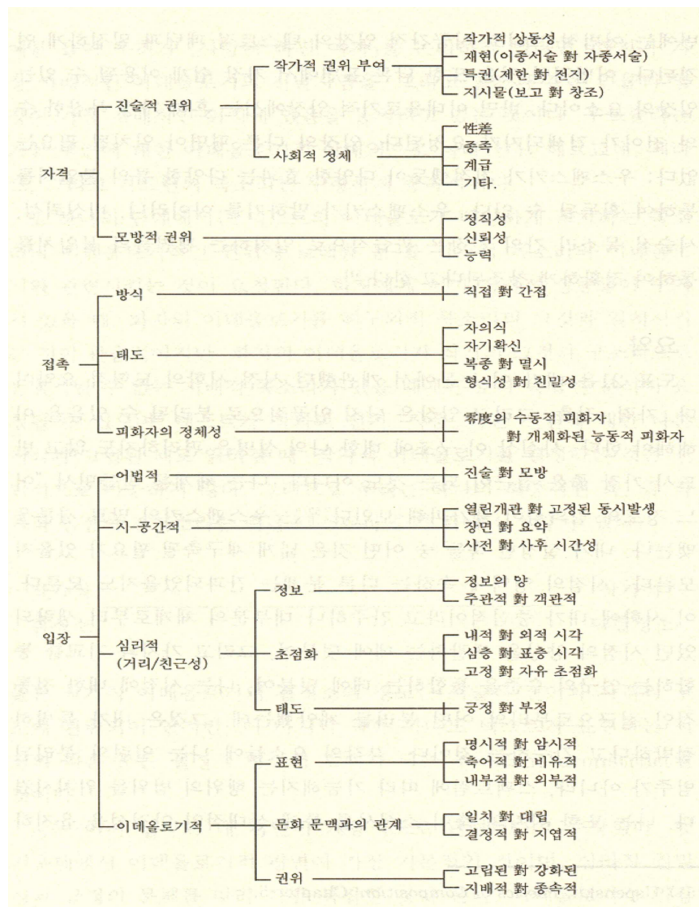 작가적 상동성
재현(이종서술 對 자종서술)
작가적 권위 부여
특권(제한 對 전지)
지시물(보고 對 창조)
진술적 권위
性差
종족
사회적 정체
계급
기타.
자격
정직성
모방적 권위
신뢰성
능력
방식
직접 對 간접
자의식
자기확신
접촉
태도
복종 對 멸시
형식성 對 친밀성
피화자의 정체성
零度의 수동적 피화자
對 개체화된 능동적 피화자
어법적
진술 對 모방
열린개관 對 고정된 동시발생
시-공간적
장면 對 요약
사전 對 사후 시간성
정보
정보의 양
주관적 對 객관적
입장
심리적
(거리/친근성)
초점화
내적 對 외적 시각
심층 對 표층 시각
고정 對 자유 초점화
태도
긍정 對 부정
표현
명시적 對 암시적
축어적 對 비유적
내부적 對 외부적
이데올로기적
문화 문맥과의 관계
일치 對 대립
결정적 對 지엽적
권위
고립된 對 강화된
지배적 對 종속적